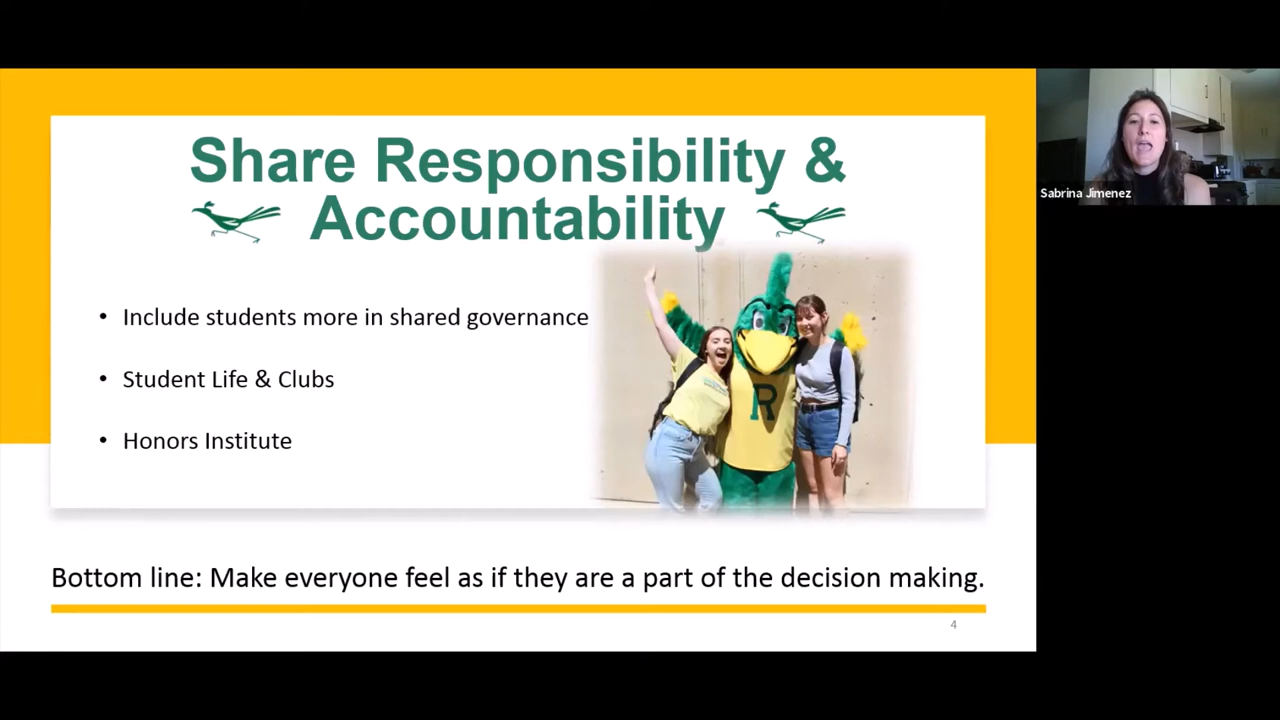 Share Responsibility &
Accountability
• Include students more in shared governance
• Student Life & Clubs
• Honors Institute
R
Bottom line: Make everyone feel as if they are a part of the decision making.
4
Sabrina Jimenez